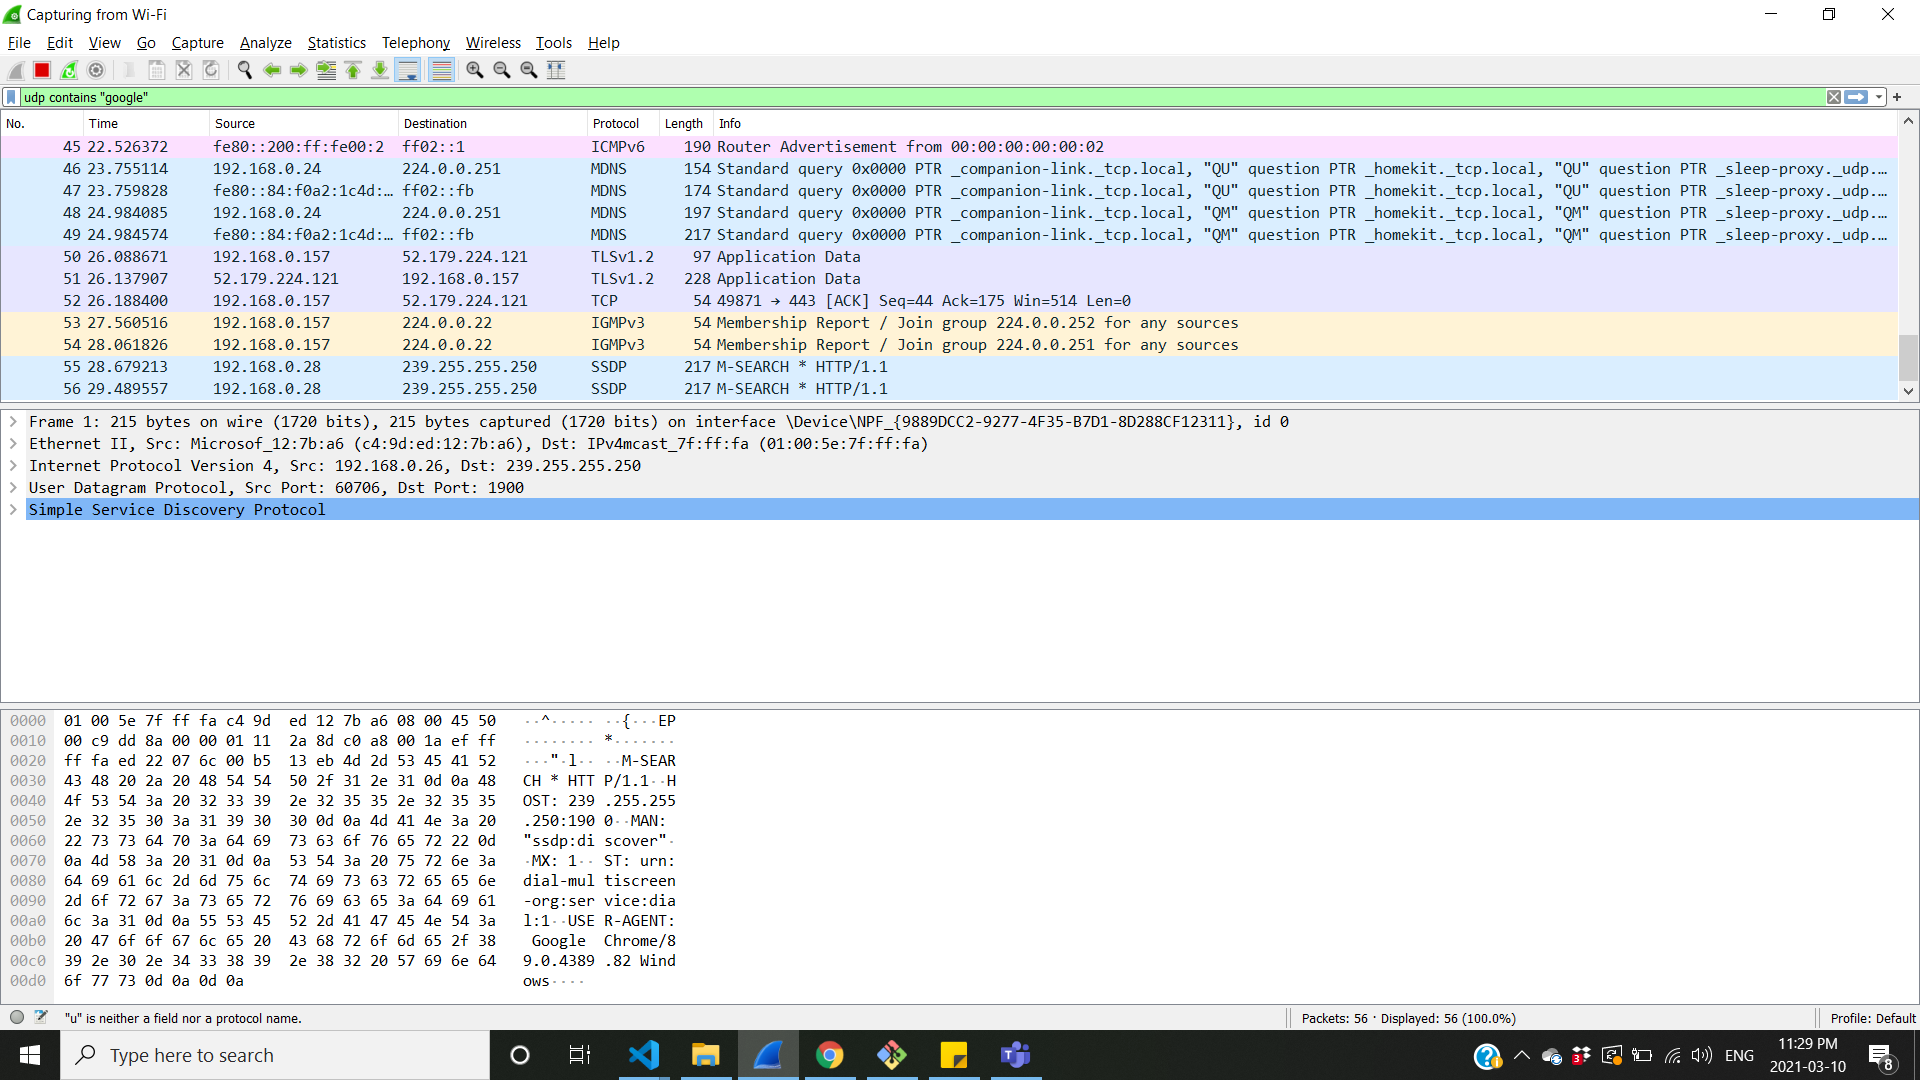 Capturing from Wi-Fi
File Edit View Go Capture Analyze Statistics Telephony Wireless Tools Help
udp contains "google"
No. Time Source Destination Protocol Length Info
45 22.526372 fe80::200:ff:fe00:2 ff02::1 ICMPv6 190 Router Advertisement from 00:00:00:00:00:02
46 23.755114 192.168.0.24 224.0.0.251 MDNS 154 Standard query 0x0000 PTR _companion-link._tcp.local, "QU" question PTR _homekit._tcp.local, "QU" question PTR _sleep-proxy._udp.…
47 23.759828 fe80::84:f0a2:1c4d:… ff02::fb MDNS 174 Standard query 0x0000 PTR _companion-link._tcp.local, "QU" question PTR _homekit._tcp.local, "QU" question PTR _sleep-proxy._udp.…
48 24.984085 192.168.0.24 224.0.0.251 MDNS 197 Standard query 0x0000 PTR _companion-link._tcp.local, "QM" question PTR _homekit._tcp.local, "QM" question PTR _sleep-proxy._udp.…
49 24.984574 fe80::84:f0a2:1c4d:… ff02::fb MDNS 217 Standard query 0x0000 PTR _companion-link._tcp.local, "QM" question PTR _homekit._tcp.local, "QM" question PTR _sleep-proxy._udp.…
50 26.088671 192.168.0.157 52.179.224.121 TLSv1.2 97 Application Data
51 26.137907 52.179.224.121 192.168.0.157 TLSv1.2 228 Application Data
52 26.188400 192.168.0.157 52.179.224.121 TCP 54 49871 → 443 [ACK] Seq=44 Ack=175 Win=514 Len=0
53 27.560516 192.168.0.157 224.0.0.22 IGMPv3 54 Membership Report / Join group 224.0.0.252 for any sources
54 28.061826 192.168.0.157 224.0.0.22 IGMPv3 54 Membership Report / Join group 224.0.0.251 for any sources
55 28.679213 192.168.0.28 239.255.255.250 SSDP 217 M-SEARCH * HTTP/1.1
56 29.489557 192.168.0.28 239.255.255.250 SSDP 217 M-SEARCH * HTTP/1.1
Frame 1: 215 bytes on wire (1720 bits), 215 bytes captured (1720 bits) on interface \Device\NPF_{9889DCC2-9277-4F35-B7D1-8D288CF12311}, id 0
Ethernet II, Src: Microsof_12:7b:a6 (c4:9d:ed:12:7b:a6), Dst: IPv4mcast_7f:ff:fa (01:00:5e:7f:ff:fa)
Internet Protocol Version 4, Src: 192.168.0.26, Dst: 239.255.255.250
User Datagram Protocol, Src Port: 60706, Dst Port: 1900
Simple Service Discovery Protocol
0000 01 00 5e 7f ff fa c4 9d ed 12 7b a6 08 00 45 50 ··^····· ··{···EP
0010 00 c9 dd 8a 00 00 01 11 2a 8d c0 a8 00 1a ef ff ········ *·······
0020 ff fa ed 22 07 6c 00 b5 13 eb 4d 2d 53 45 41 52 ···"·l·· ··M-SEAR
0030 43 48 20 2a 20 48 54 54 50 2f 31 2e 31 0d 0a 48 CH * HTT P/1.1··H
0040 4f 53 54 3a 20 32 33 39 2e 32 35 35 2e 32 35 35 OST: 239 .255.255
0050 2e 32 35 30 3a 31 39 30 30 0d 0a 4d 41 4e 3a 20 .250:190 0··MAN:
0060 22 73 73 64 70 3a 64 69 73 63 6f 76 65 72 22 0d "ssdp:di scover"·
0070 0a 4d 58 3a 20 31 0d 0a 53 54 3a 20 75 72 6e 3a ·MX: 1·· ST: urn:
0080 64 69 61 6c 2d 6d 75 6c 74 69 73 63 72 65 65 6e dial-mul tiscreen
0090 2d 6f 72 67 3a 73 65 72 76 69 63 65 3a 64 69 61 -org:ser vice:dia
00a0 6c 3a 31 0d 0a 55 53 45 52 2d 41 47 45 4e 54 3a l:1··USE R-AGENT:
00b0 20 47 6f 6f 67 6c 65 20 43 68 72 6f 6d 65 2f 38 Google Chrome/8
00c0 39 2e 30 2e 34 33 38 39 2e 38 32 20 57 69 6e 64 9.0.4389 .82 Wind
00d0 6f 77 73 0d 0a 0d 0a ows····
"u" is neither a field nor a protocol name.
Packets: 56 · Displayed: 56 (100.0%)
Profile: Default
Type here to search
3
ENG
11:29 PM
2021-03-10
8